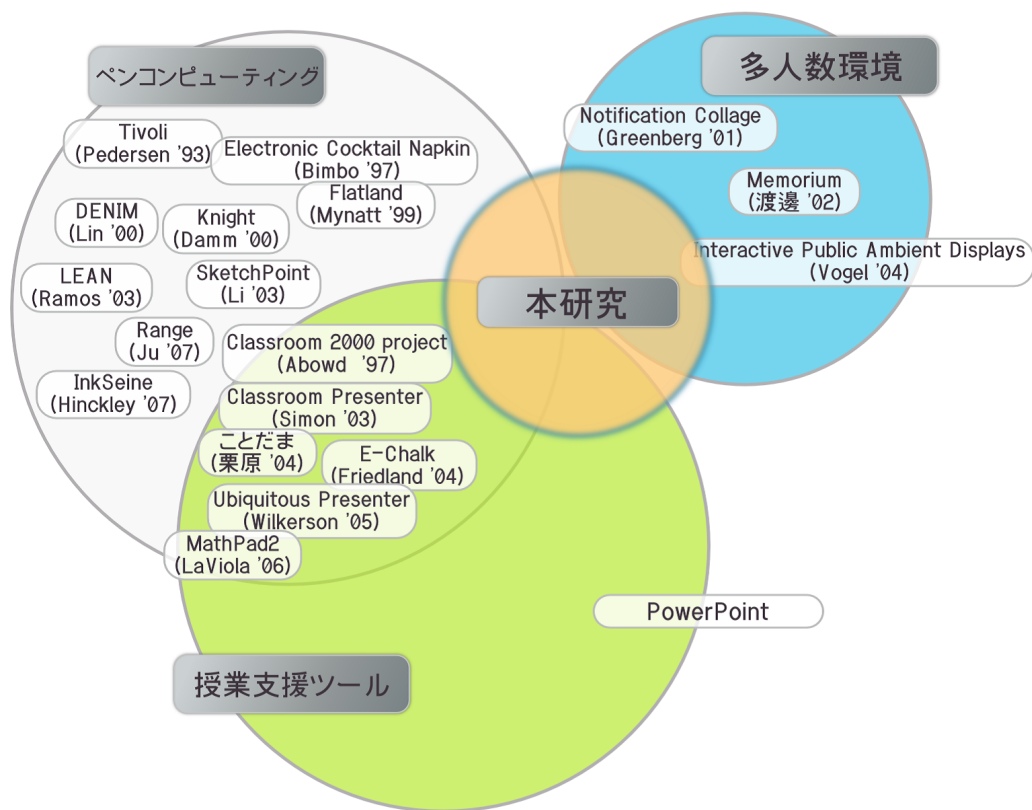 ペンコンピューティング
多人数環境
Tivoli
(Pedersen '93)
Electronic Cocktail Napkin
(Bimbo '97)
Flatland
(Mynatt '99)
DENIM
(Lin '00)
Knight
(Damm '00)
LEAN
(Ramos '03)
SketchPoint
(Li '03)
Range
(Ju '07)
InkSeine
(Hinckley '07)
Notification Collage
(Greenberg '01)
Memorium
(渡邊 '02)
Interactive Public Ambient Displays
(Vogel '04)
本研究
Classroom 2000 project
(Abowd '97)
Classroom Presenter
(Simon '03)
ことだま
(栗原 '04)
E-Chalk
(Friedland '04)
Ubiquitous Presenter
(Wilkerson '05)
MathPad2
(LaViola '06)
PowerPoint
授業支援ツール